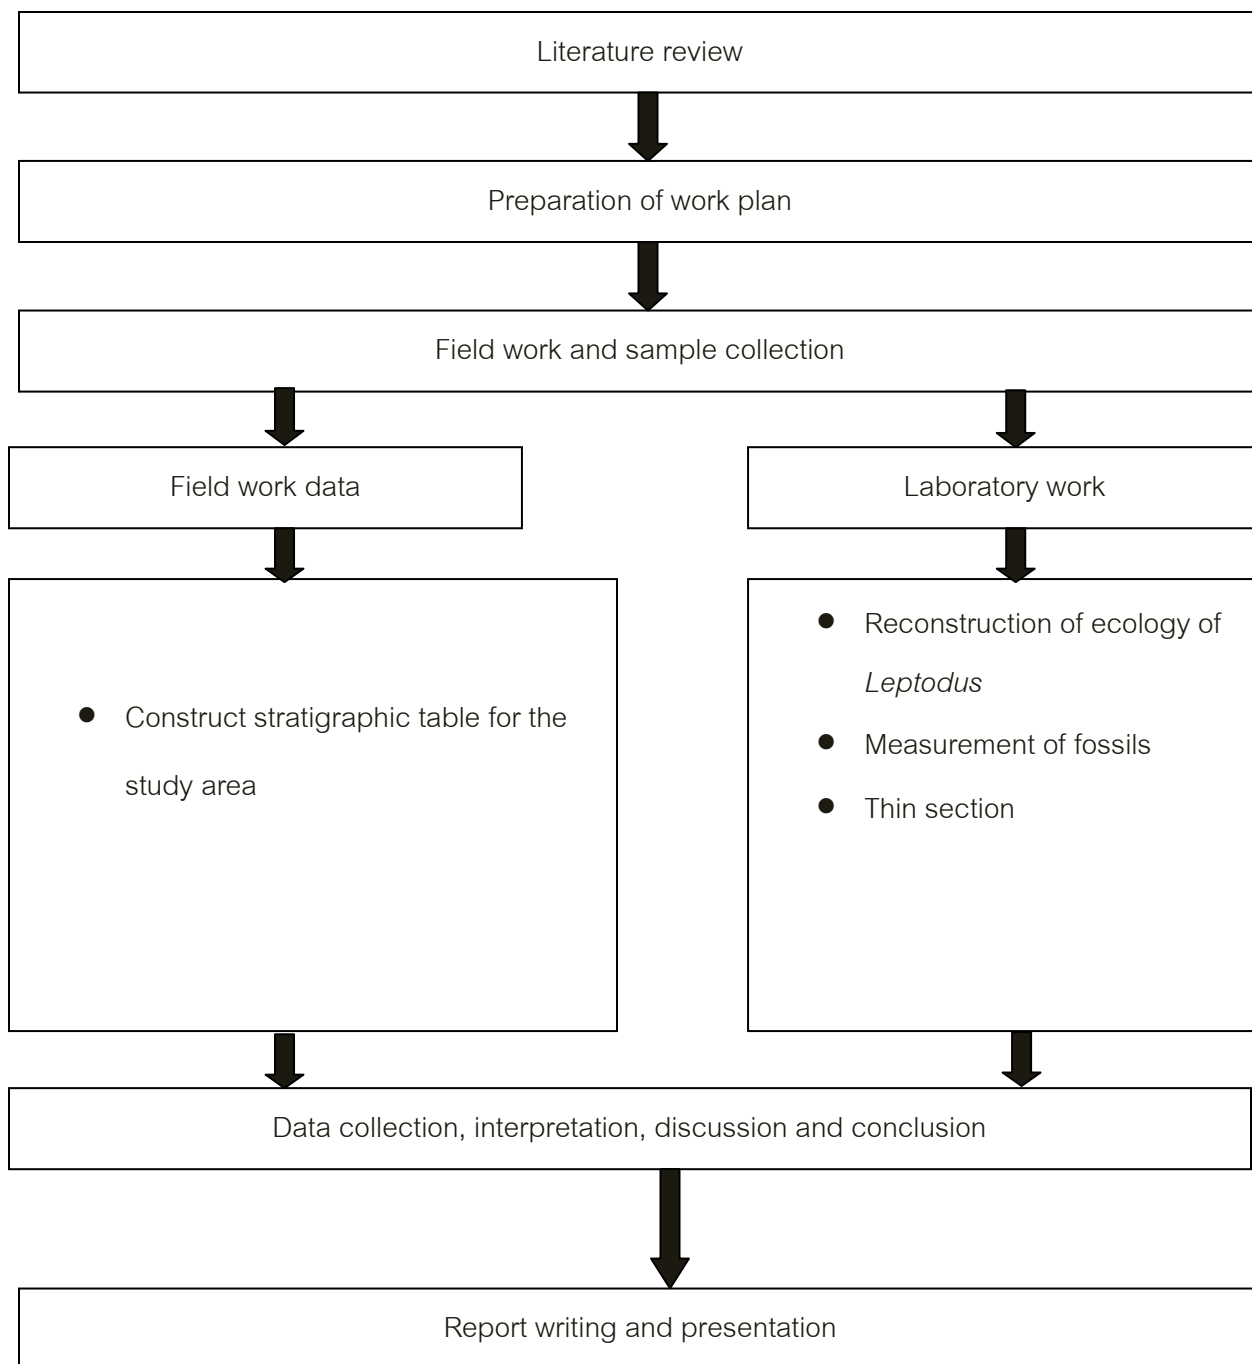 Literature review
Preparation of work plan
Field work and sample collection
Field work data
Laboratory work
● Construct stratigraphic table for the
study area
● Reconstruction of ecology of
Leptodus
● Measurement of fossils
● Thin section
Data collection, interpretation, discussion and conclusion
Report writing and presentation